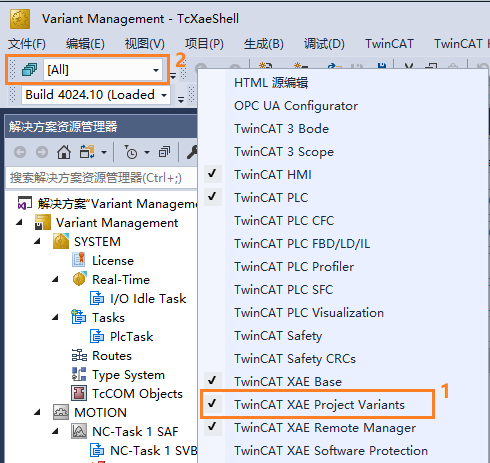 Variant Management - TcXaeShell
文件(F) 编辑(E) 视图(V) 项目(P) 生成(B) 调试(D) TwinCAT TwinCAT
2
[All]
Build 4024.10 (Loaded
解决方案资源管理器
搜索解决方案资源管理器(Ctrl+;)
解决方案"Variant Manageme
Variant Management
SYSTEM
License
Real-Time
I/O Idle Task
Tasks
PlcTask
Routes
Type System
TcCOM Objects
MOTION
NC-Task 1 SAF
NC-Task 1 SVB
HTML 源编辑
OPC UA Configurator
TwinCAT 3 Bode
TwinCAT 3 Scope
TwinCAT HMI
TwinCAT PLC
TwinCAT PLC CFC
TwinCAT PLC FBD/LD/IL
TwinCAT PLC Profiler
TwinCAT PLC SFC
TwinCAT PLC Visualization
TwinCAT Safety
TwinCAT Safety CRCs
TwinCAT XAE Base
TwinCAT XAE Project Variants
1
TwinCAT XAE Remote Manager
TwinCAT XAE Software Protection